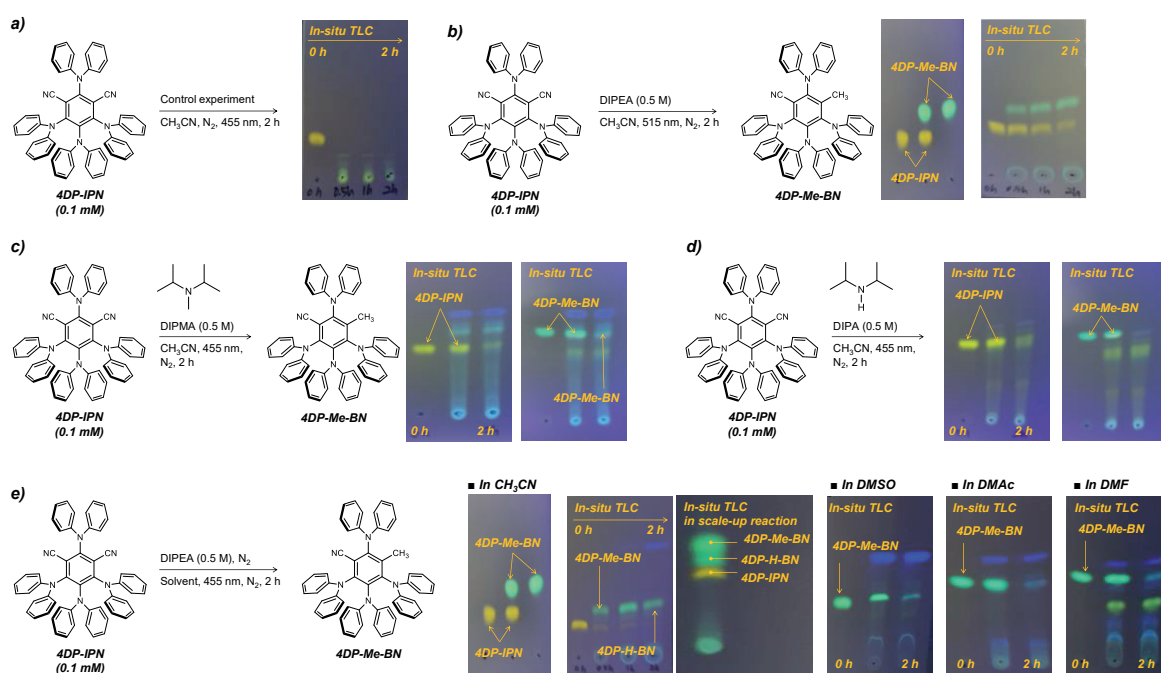 a)
NC
N
CN
N
N
N
4DP-IPN
(0.1 mM)
Control experiment
CH₃CN, N₂, 455 nm, 2 h
In-situ TLC
0 h
2 h
0 h
0.5h
1h
2h
b)
N
NC
CN
N
N
N
4DP-IPN
(0.1 mM)
DIPEA (0.5 M)
CH₃CN, 515 nm, N₂, 2 h
N
NC
CH₃
N
N
N
4DP-Me-BN
4DP-Me-BN
4DP-IPN
In-situ TLC
0 h
2 h
1h
c)
N
NC
CN
N
N
N
4DP-IPN
(0.1 mM)
N
DIPMA (0.5 M)
CH₃CN, 455 nm,
N₂, 2 h
N
NC
CH₃
N
N
N
4DP-Me-BN
In-situ TLC
4DP-IPN
0 h
2 h
In-situ TLC
4DP-Me-BN
4DP-Me-BN
d)
N
NC
CN
N
N
N
4DP-IPN
(0.1 mM)
N
H
DIPA (0.5 M)
CH₃CN, 455 nm,
N₂, 2 h
In-situ TLC
4DP-IPN
0 h
2 h
In-situ TLC
4DP-Me-BN
e)
N
NC
CN
N
N
N
4DP-IPN
(0.1 mM)
DIPEA (0.5 M), N₂
Solvent, 455 nm, N₂, 2 h
N
NC
CH₃
N
N
N
4DP-Me-BN
■ In CH₃CN
4DP-Me-BN
4DP-IPN
In-situ TLC
0 h
2 h
4DP-Me-BN
4DP-H-BN
In-situ TLC
in scale-up reaction
4DP-Me-BN
4DP-H-BN
4DP-IPN
■ In DMSO
In-situ TLC
4DP-Me-BN
0 h
2 h
■ In DMAc
In-situ TLC
4DP-Me-BN
0 h
2 h
■ In DMF
In-situ TLC
4DP-Me-BN
0 h
2 h